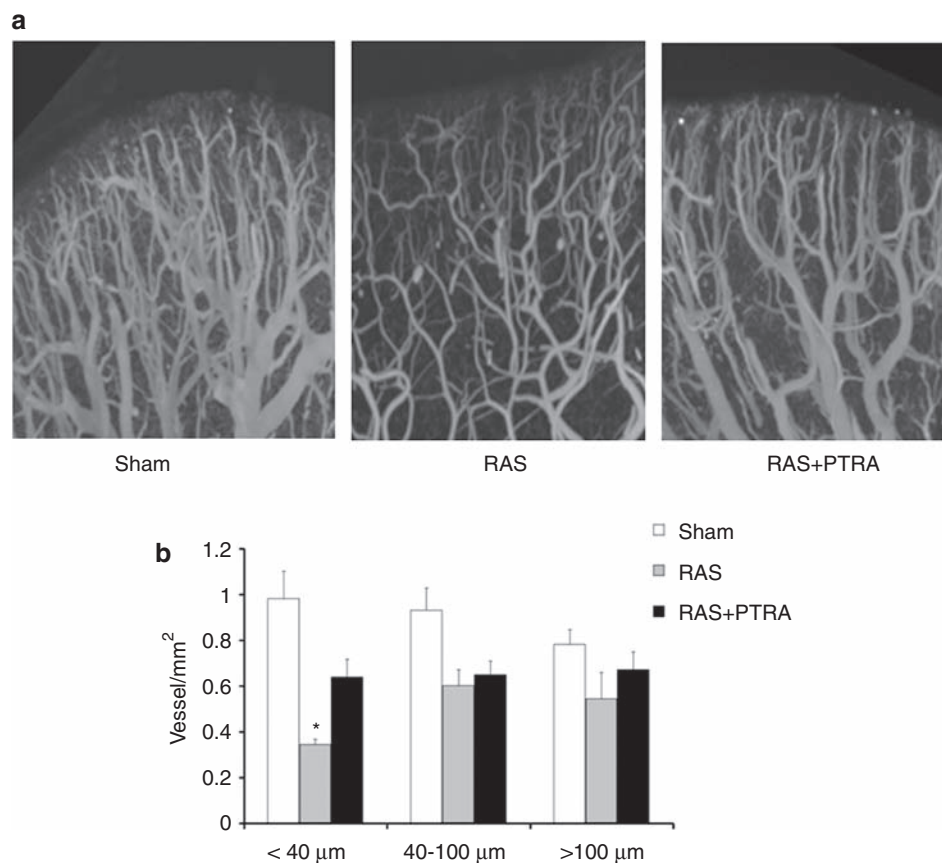 a
Sham RAS RAS+PTRA
b
Sham
RAS
RAS+PTRA
Vessel/mm²
1.2
1
0.8
0.6
0.4
0.2
0
*
< 40 μm 40-100 μm >100 μm